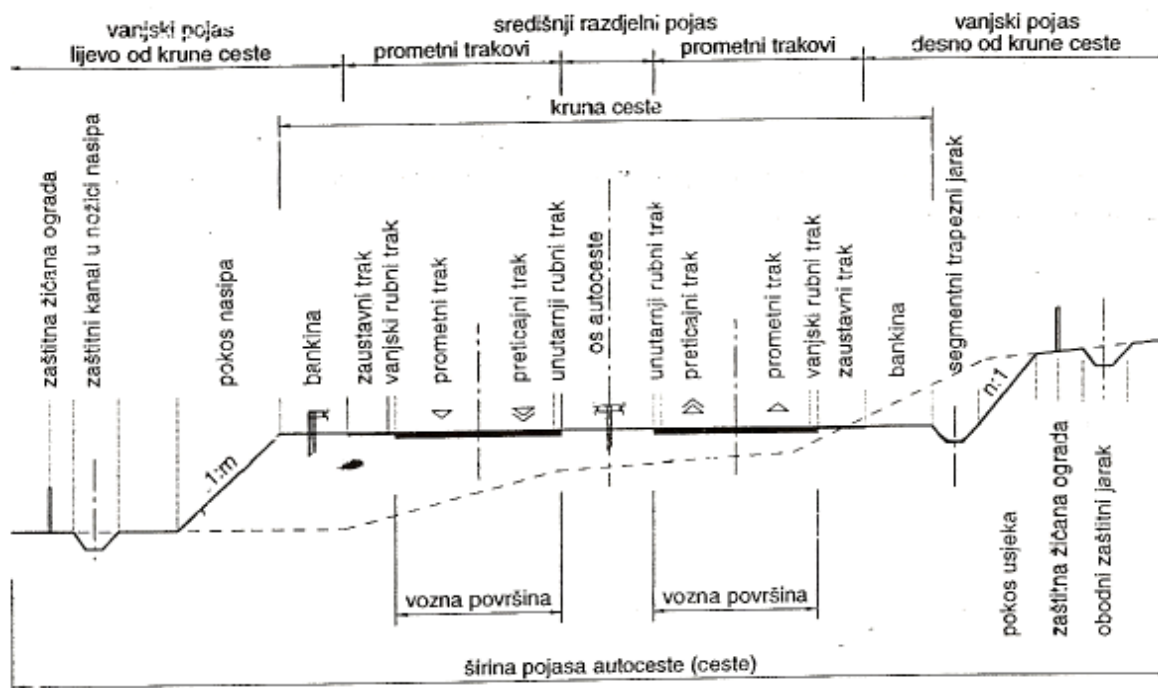 vanjski pojas
lijevo od krune ceste
prometni trakovi
središnji razdjelni pojas
prometni trakovi
vanjski pojas
desno od krune ceste
kruna ceste
zaštitna žičana ograda
zaštitni kanal u nožici nasipa
pokos nasipa
bankina
zaustavni trak
vanjski rubni trak
prometni trak
preticajni trak
unutarnji rubni trak
os autoceste
unutarnji rubni trak
preticajni trak
prometni trak
vanjski rubni trak
zaustavni trak
bankina
segmentni trapezni jarak
1:m
n:1
pokos usjeka
zaštitna žičana ograda
obodni zaštitni jarak
vozna površina
vozna površina
širina pojasa autoceste (ceste)